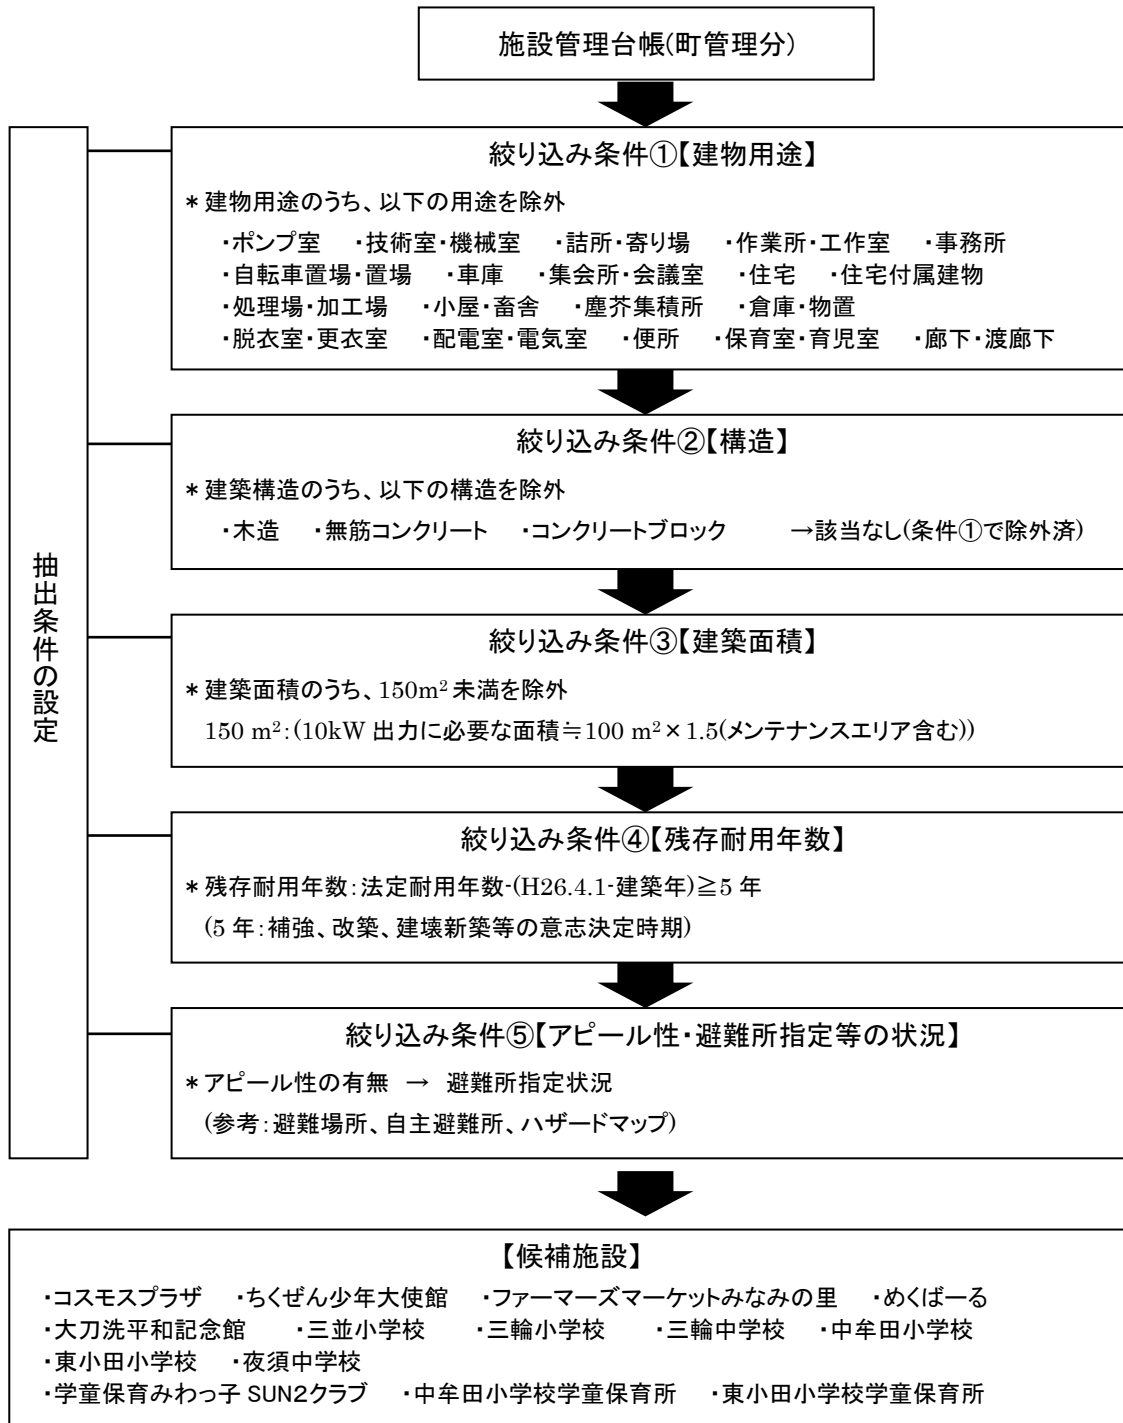 施設管理台帳(町管理分)
絞り込み条件①【建物用途】
＊建物用途のうち、以下の用途を除外
・ポンプ室 ・技術室・機械室 ・詰所・寄り場 ・作業所・工作室 ・事務所
・自転車置場・置場 ・車庫 ・集会所・会議室 ・住宅 ・住宅付属建物
・処理場・加工場 ・小屋・畜舎 ・塵芥集積所 ・倉庫・物置
・脱衣室・更衣室 ・配電室・電気室 ・便所 ・保育室・育児室 ・廊下・渡廊下
絞り込み条件②【構造】
＊建築構造のうち、以下の構造を除外
・木造 ・無筋コンクリート ・コンクリートブロック →該当なし(条件①で除外済)
抽出条件の設定
絞り込み条件③【建築面積】
＊建築面積のうち、150m²未満を除外
150 m²：(10kW 出力に必要な面積≒100 m²×1.5(メンテナンスエリア含む))
絞り込み条件④【残存耐用年数】
＊残存耐用年数：法定耐用年数-(H26.4.1-建築年)≧5 年
(5 年：補強、改築、建壊新築等の意志決定時期)
絞り込み条件⑤【アピール性・避難所指定等の状況】
＊アピール性の有無 → 避難所指定状況
(参考：避難場所、自主避難所、ハザードマップ)
【候補施設】
・コスモスプラザ ・ちくぜん少年大使館 ・ファーマーズマーケットみなみの里 ・めくばーる
・大刀洗平和記念館 ・三並小学校 ・三輪小学校 ・三輪中学校 ・中牟田小学校
・東小田小学校 ・夜須中学校
・学童保育みわっ子 SUN2クラブ ・中牟田小学校学童保育所 ・東小田小学校学童保育所